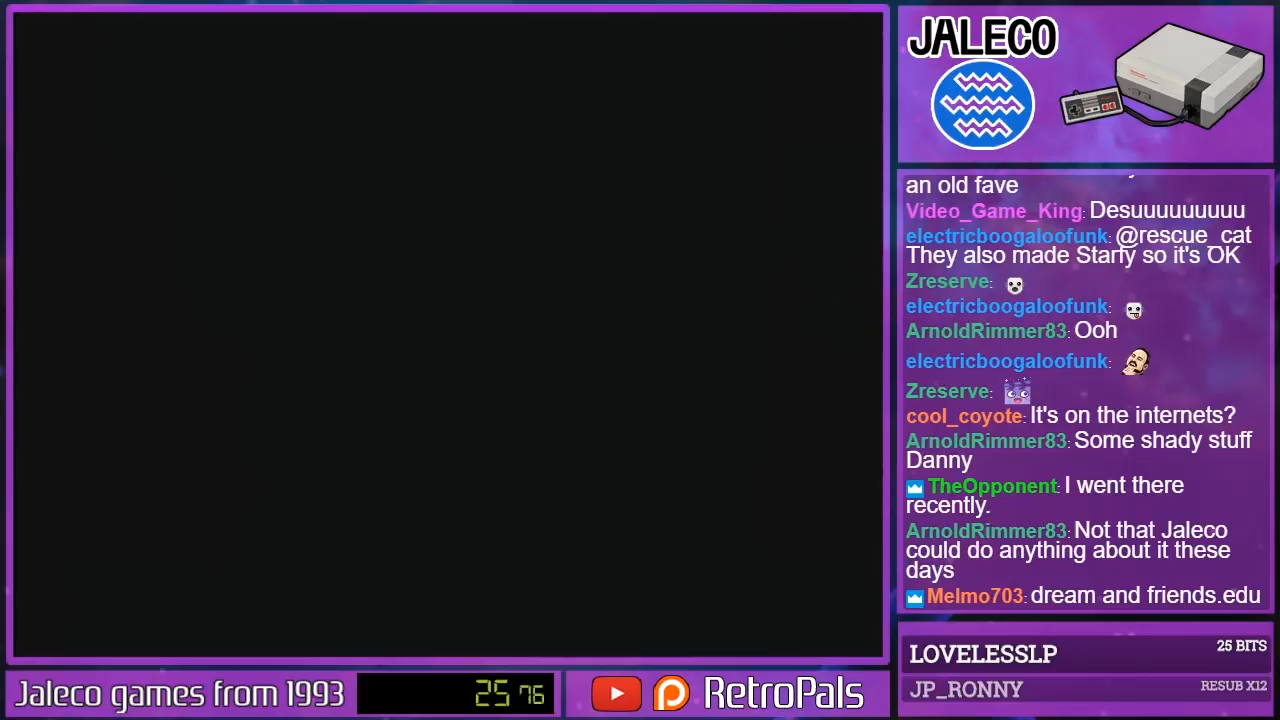 JALECO
an old fave
Video_Game_King: Desuuuuuuuuu
electricboogaloofunk: @rescue_cat
They also made Starfy so it's OK
Zreserve:
electricboogaloofunk:
ArnoldRimmer83: Ooh
electricboogaloofunk:
Zreserve:
cool_coyote: It's on the internets?
ArnoldRimmer83: Some shady stuff
Danny
TheOpponent: I went there
recently.
ArnoldRimmer83: Not that Jaleco
could do anything about it these
days
Melmo703: dream and friends.edu
LOVELESSLP 25 BITS
JP_RONNY RESUB X12
Jaleco games from 1993 25 76 RetroPals